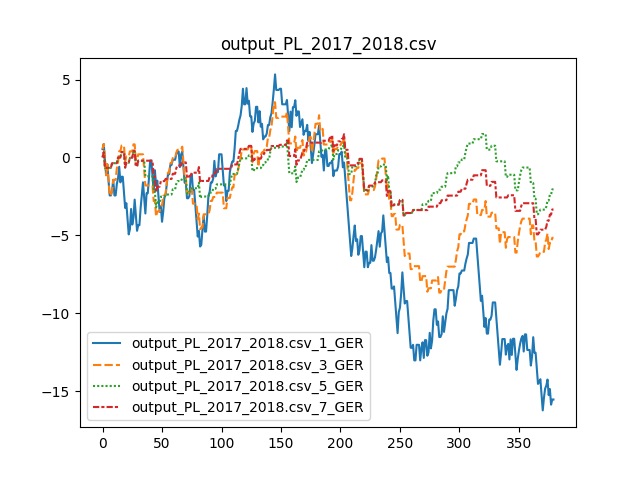 output_PL_2017_2018.csv
5
0
−5
−10
−15
output_PL_2017_2018.csv_1_GER
output_PL_2017_2018.csv_3_GER
output_PL_2017_2018.csv_5_GER
output_PL_2017_2018.csv_7_GER
0 50 100 150 200 250 300 350